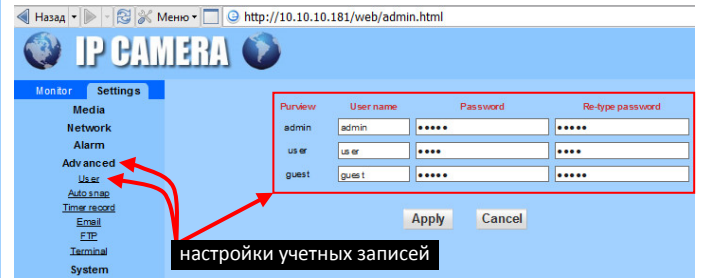 Назад Меню http://10.10.10.181/web/admin.html
IP CAMERA
Monitor Settings
Media
Network
Alarm
Advanced
User
Auto snap
Timer record
Email
FTP
Terminal
System
Purview User name Password Re-type password
admin admin ••••• •••••
user user •••• ••••
guest guest ••••• •••••
Apply Cancel
настройки учетных записей